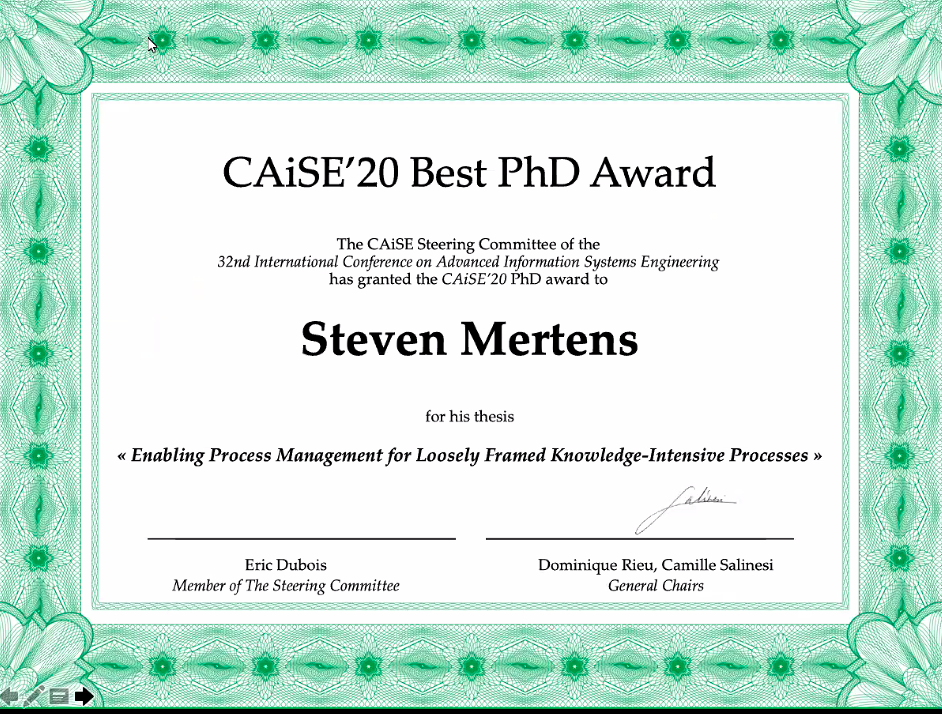 CAiSE’20 Best PhD Award
The CAiSE Steering Committee of the
32nd International Conference on Advanced Information Systems Engineering
has granted the CAiSE’20 PhD award to
Steven Mertens
for his thesis
« Enabling Process Management for Loosely Framed Knowledge-Intensive Processes »
Salinesi
Eric Dubois
Member of The Steering Committee
Dominique Rieu, Camille Salinesi
General Chairs